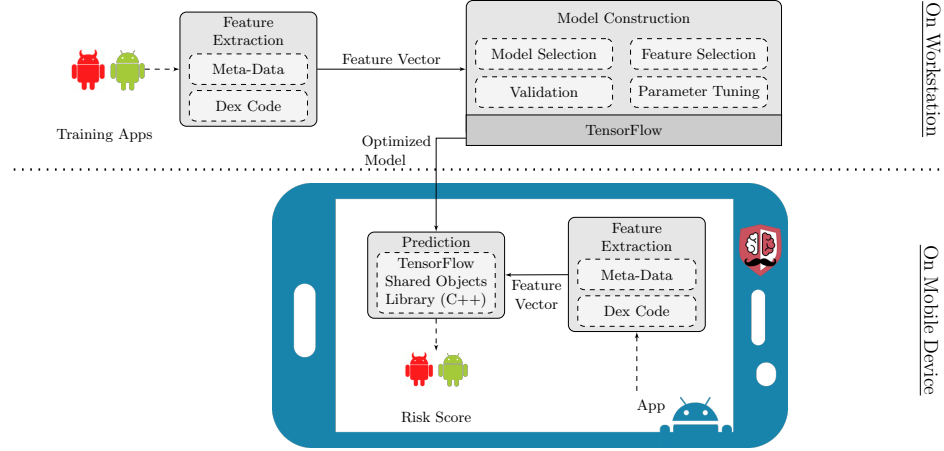 Feature
Extraction
Meta-Data
Dex Code
Training Apps
Feature Vector
Model Construction
Model Selection
Feature Selection
Validation
Parameter Tuning
TensorFlow
On Workstation
Optimized
Model
Prediction
TensorFlow
Shared Objects
Library (C++)
Feature
Vector
Feature
Extraction
Meta-Data
Dex Code
Risk Score
App
On Mobile Device